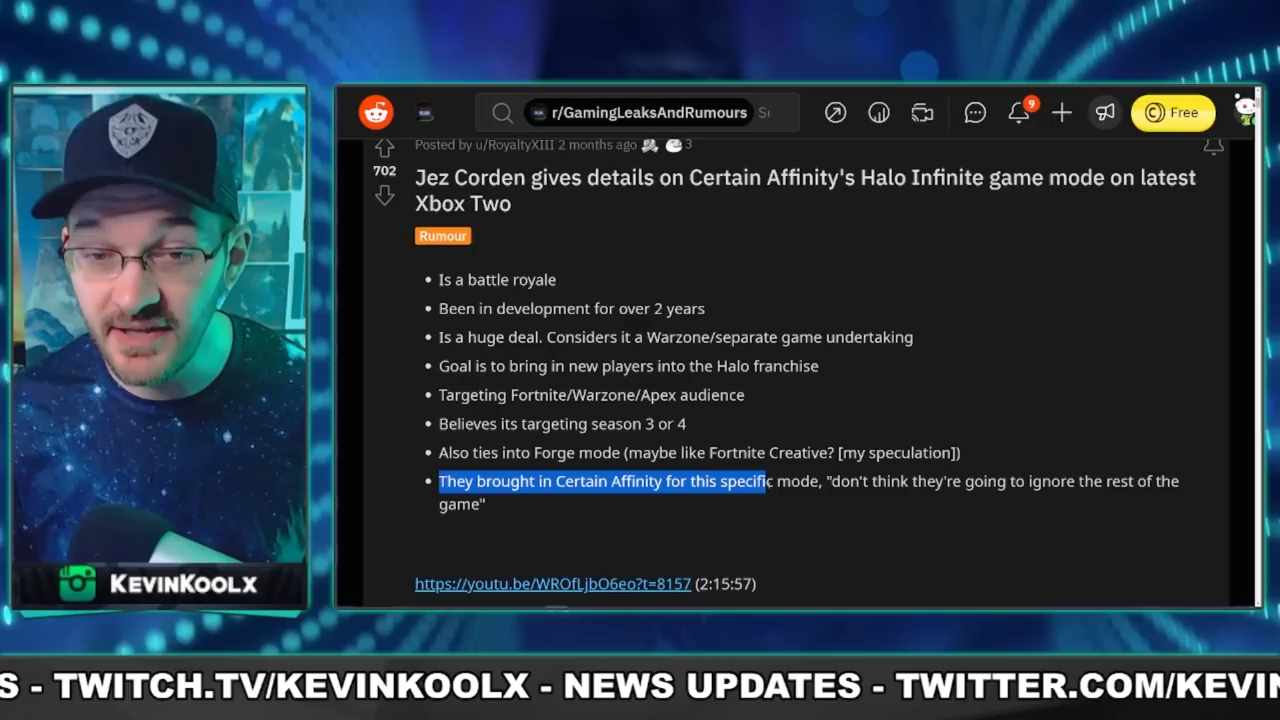 r/GamingLeaksAndRumours
9
Free
Posted by u/RoyaltyXIII 2 months ago 3
702
Jez Corden gives details on Certain Affinity's Halo Infinite game mode on latest
Xbox Two
Rumour
• Is a battle royale
• Been in development for over 2 years
• Is a huge deal. Considers it a Warzone/separate game undertaking
• Goal is to bring in new players into the Halo franchise
• Targeting Fortnite/Warzone/Apex audience
• Believes its targeting season 3 or 4
• Also ties into Forge mode (maybe like Fortnite Creative? [my speculation])
• They brought in Certain Affinity for this specific mode, "don't think they're going to ignore the rest of the
game"
https://youtu.be/WROfLjbO6eo?t=8157 (2:15:57)
KEVINKOOLX
S - TWITCH.TV/KEVINKOOLX - NEWS UPDATES - TWITTER.COM/KEVIN